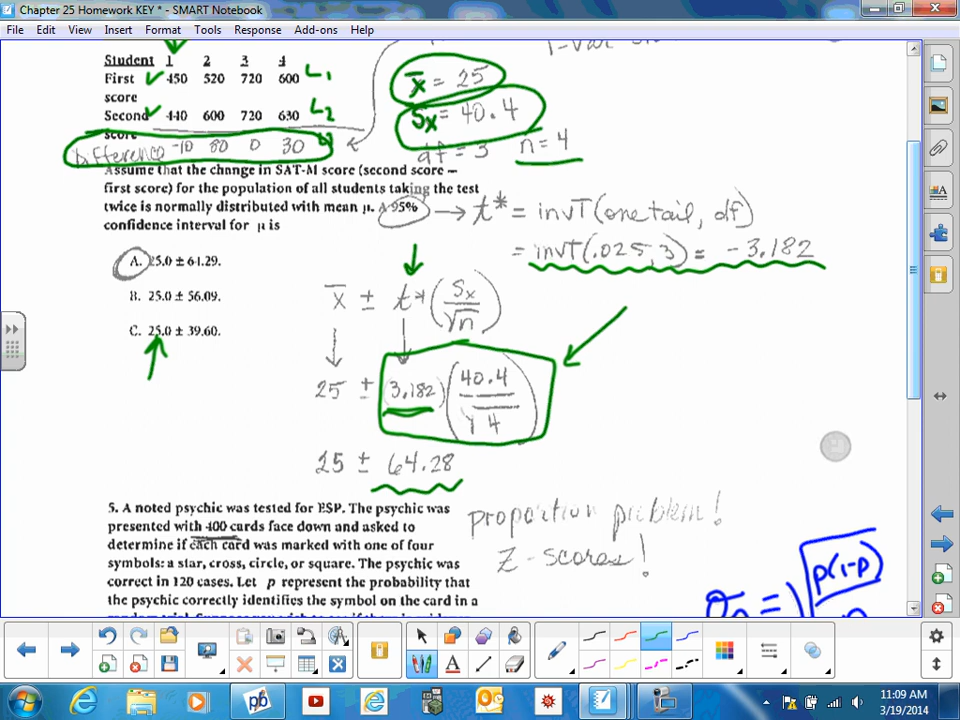 Chapter 25 Homework KEY * - SMART Notebook
File Edit View Insert Format Tools Response Add-ons Help
Student 1 2 3 4
First 450 520 720 600 L1
score
Second 440 600 720 630 L2
score
Difference -10 80 0 30
x̄ = 25
Sx = 40.4
df = 3 n = 4
Assume that the change in SAT-M score (second score –
first score) for the population of all students taking the test
twice is normally distributed with mean μ. A 95%
confidence interval for μ is
→ t* = invT(one tail, df)
= invT(.025, 3) = -3.182
A. 25.0 ± 64.29.
B. 25.0 ± 56.09.
C. 25.0 ± 39.60.
x̄ ± t* (Sx/√n)
25 ± (3.182)(40.4/√4)
25 ± 64.28
5. A noted psychic was tested for ESP. The psychic was
presented with 400 cards face down and asked to
determine if each card was marked with one of four
symbols: a star, cross, circle, or square. The psychic was
correct in 120 cases. Let p represent the probability that
the psychic correctly identifies the symbol on the card in a
proportion problem!
Z-scores!
p(1-p)
11:09 AM
3/19/2014